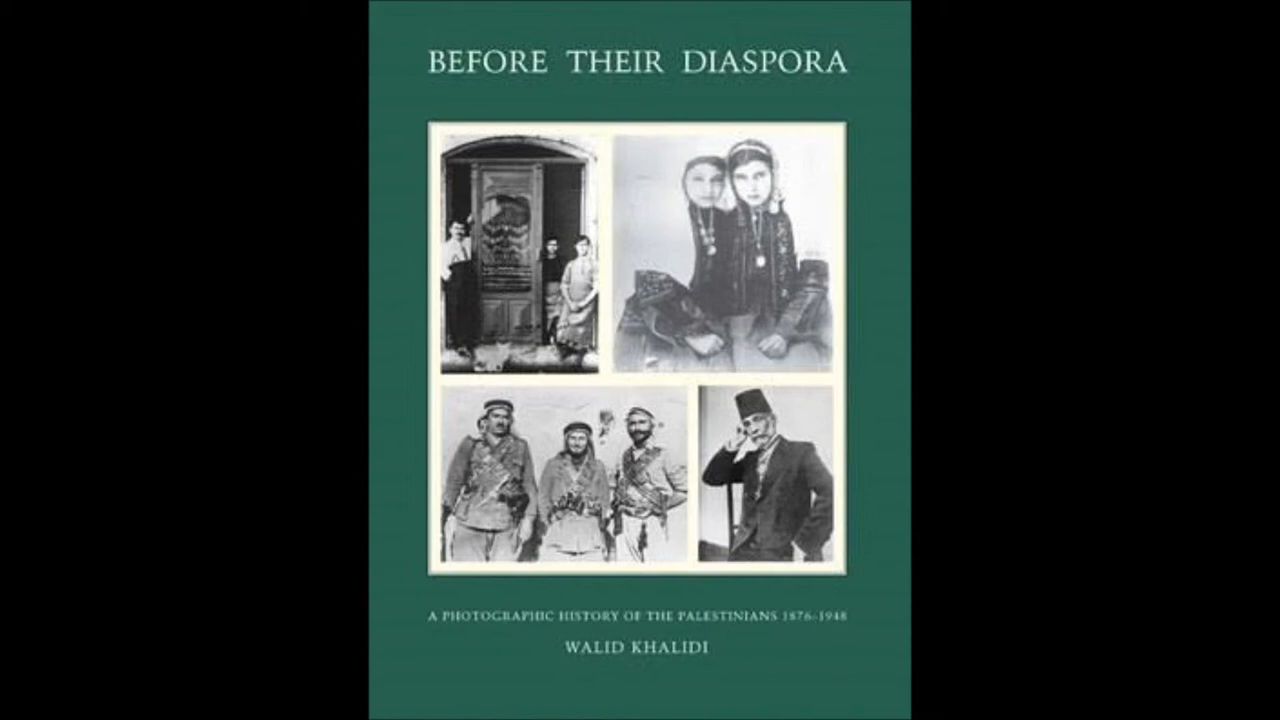 BEFORE THEIR DIASPORA
A PHOTOGRAPHIC HISTORY OF THE PALESTINIANS 1876–1948
WALID KHALIDI